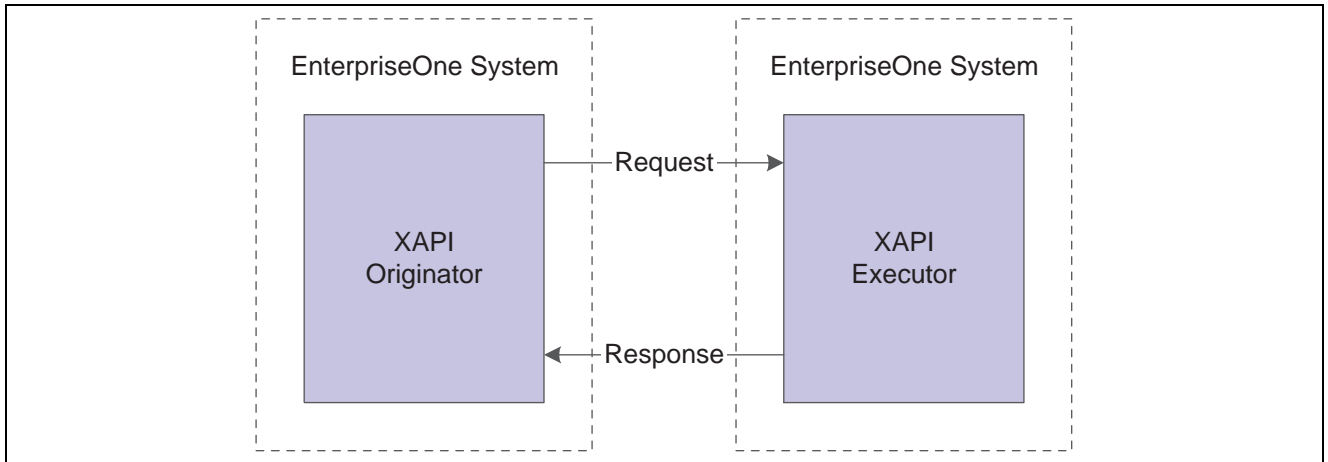 EnterpriseOne System
EnterpriseOne System
Request
XAPI
Originator
XAPI
Executor
Response